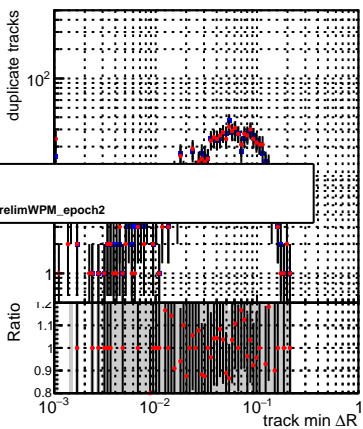 duplicate tracks
10²
relimWPM_epoch2
1
Ratio
1.2
1.1
1
0.9
0.8
10⁻³
10⁻²
10⁻¹
1
track min ΔR